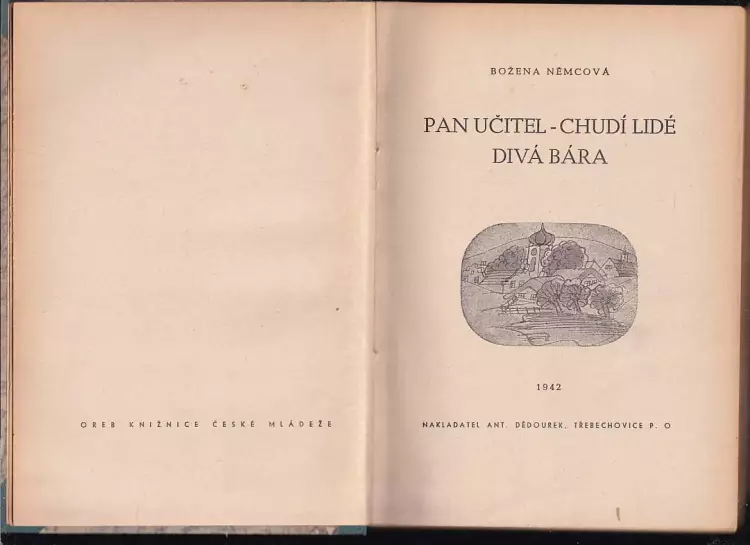 OREB KNIŽNICE ČESKÉ MLÁDEŽE
BOŽENA NĚMCOVÁ
PAN UČITEL - CHUDÍ LIDÉ
DIVÁ BÁRA
1942
NAKLADATEL ANT. DĚDOUREK, TŘEBECHOVICE P. O